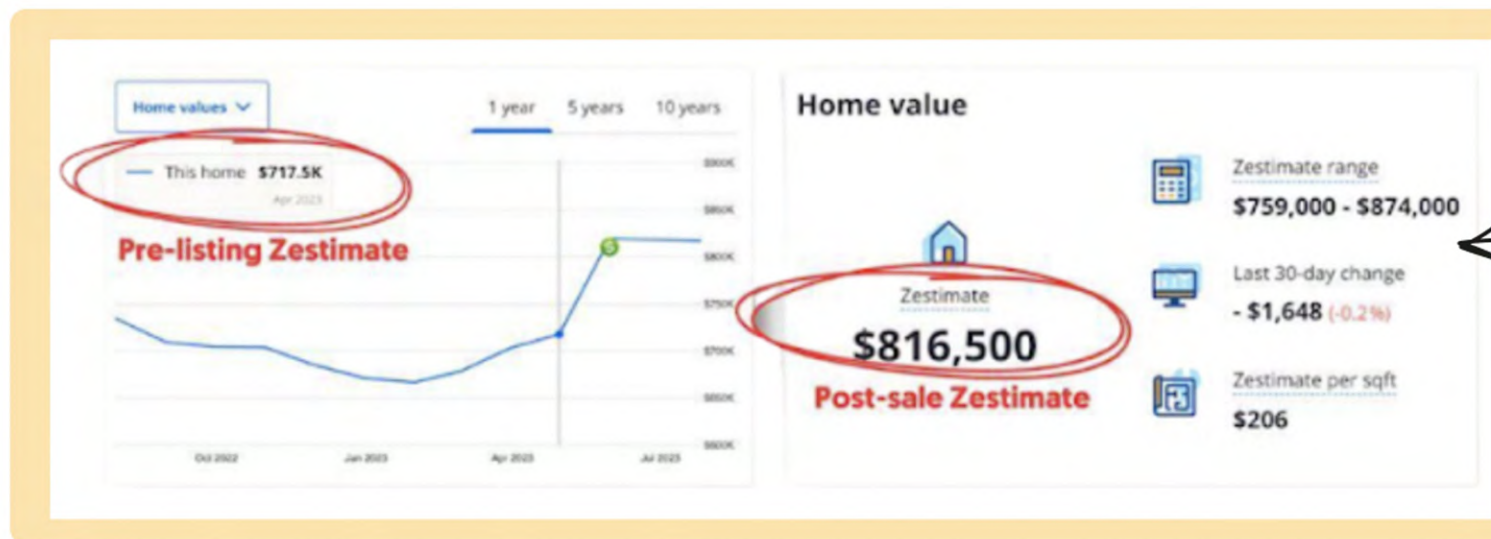 Home values
1 year 5 years 10 years
This home $717.5K
Apr 2023
Pre-listing Zestimate
$900K
$850K
$800K
$750K
$700K
$650K
$600K
Oct 2022 Jan 2023 Apr 2023 Jul 2023
Home value
Zestimate
$816,500
Post-sale Zestimate
Zestimate range
$759,000 - $874,000
Last 30-day change
- $1,648 (-0.2%)
Zestimate per sqft
$206